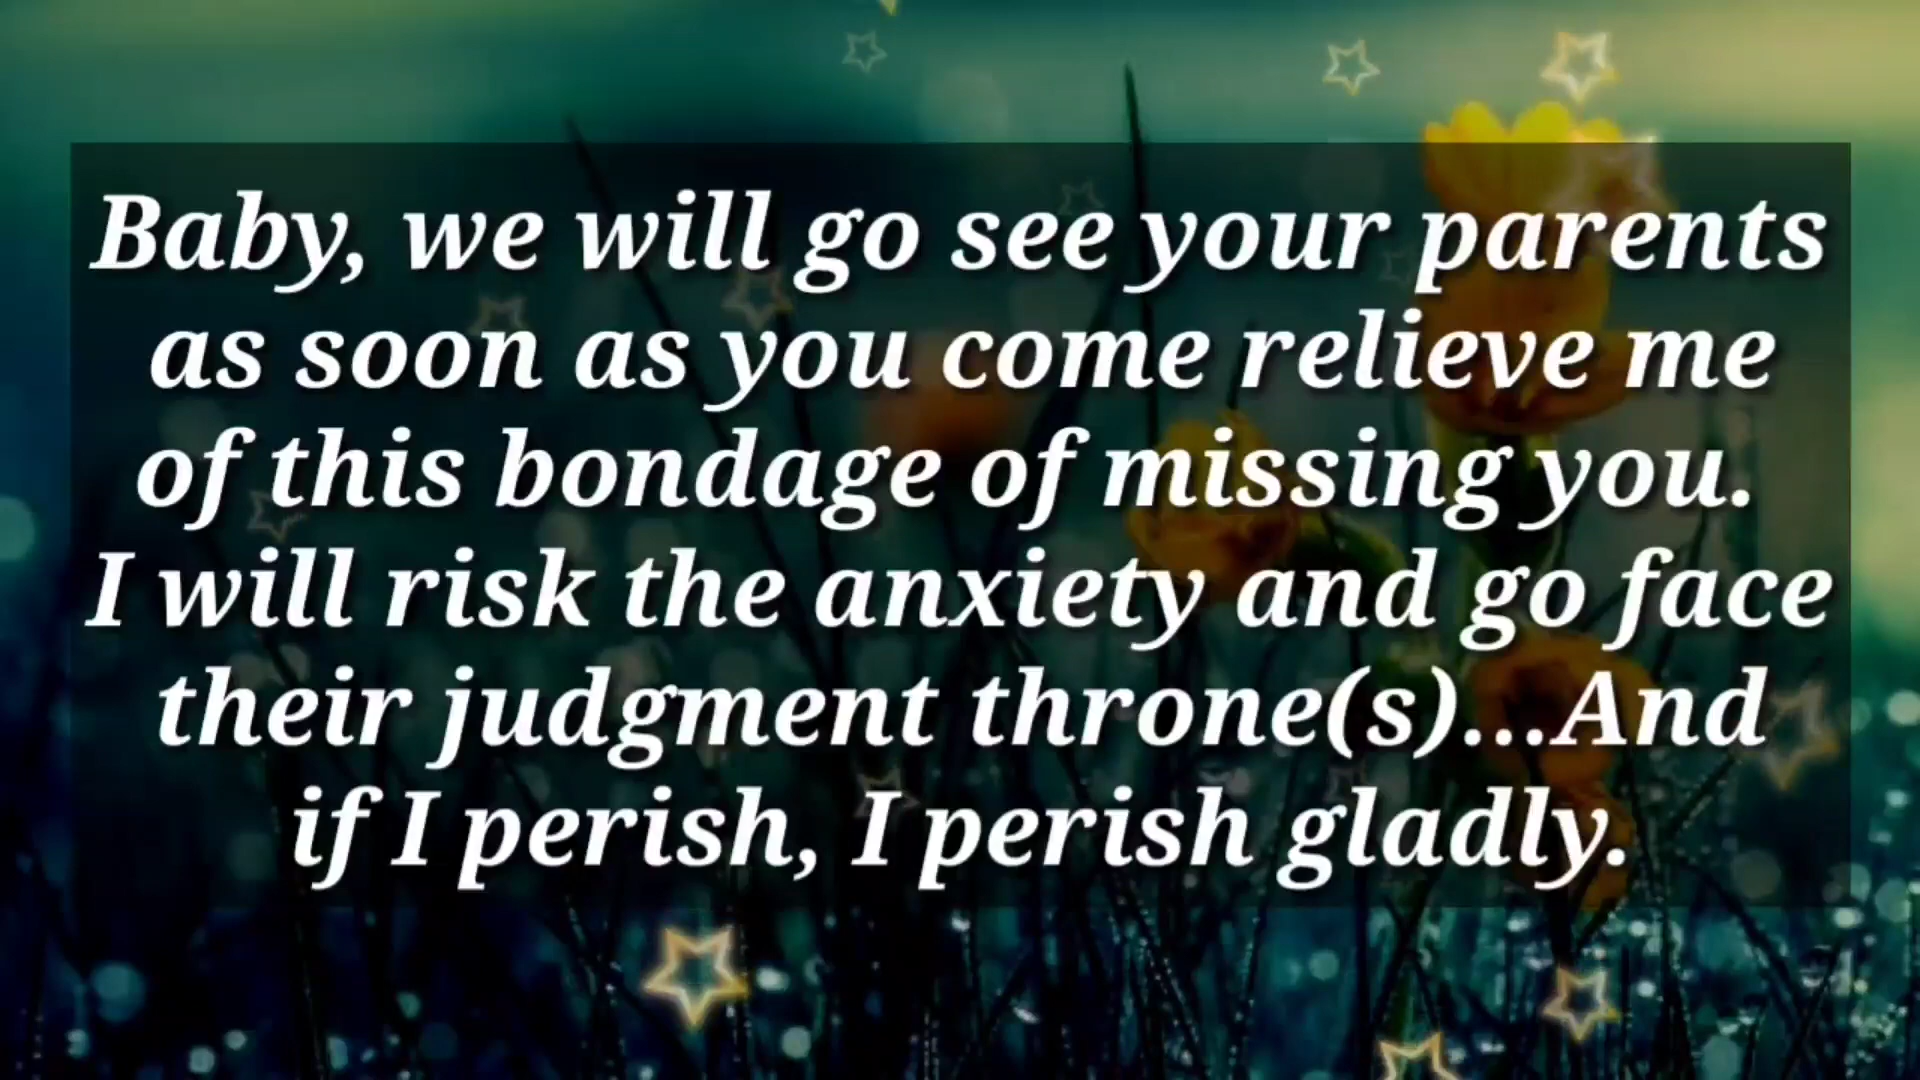 Baby, we will go see your parents
as soon as you come relieve me
of this bondage of missing you.
I will risk the anxiety and go face
their judgment throne(s)...And
if I perish, I perish gladly.